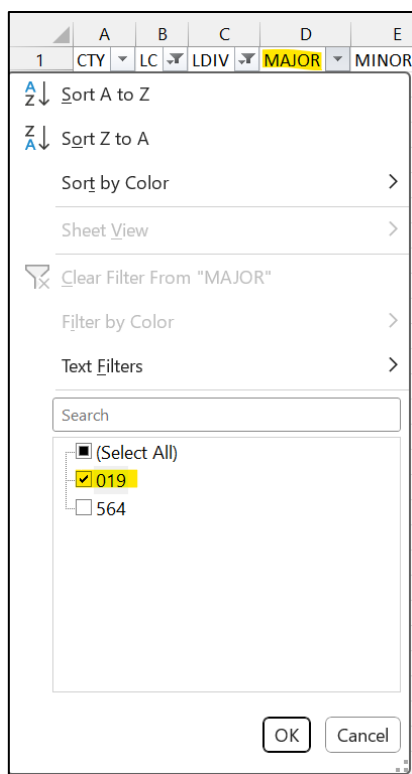 A B C D E
1 CTY LC LDIV MAJOR MINOR
Sort A to Z
Sort Z to A
Sort by Color
Sheet View
Clear Filter From "MAJOR"
Filter by Color
Text Filters
Search
(Select All)
019
564
OK Cancel